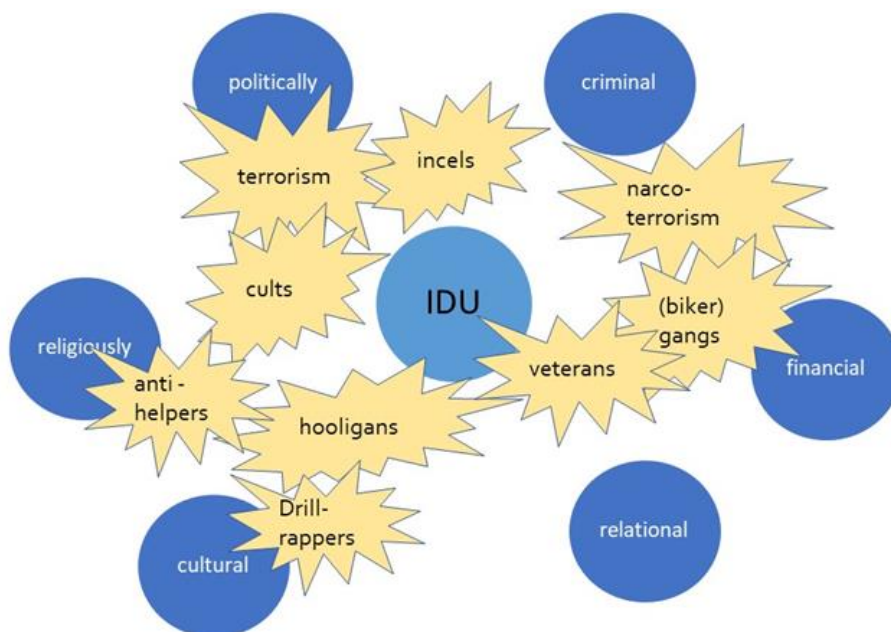 politically
criminal
terrorism
incels
narco-
terrorism
cults
IDU
(biker)
gangs
religiously
anti -
helpers
veterans
financial
hooligans
Drill-
rappers
relational
cultural